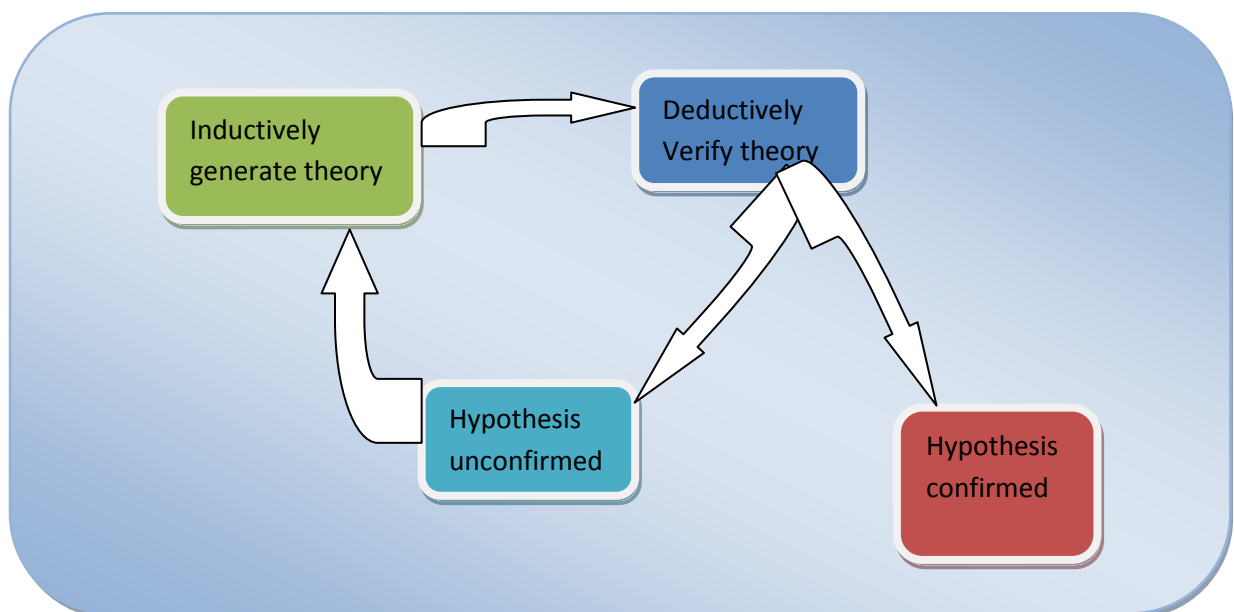 Inductively
generate theory
Deductively
Verify theory
Hypothesis
unconfirmed
Hypothesis
confirmed